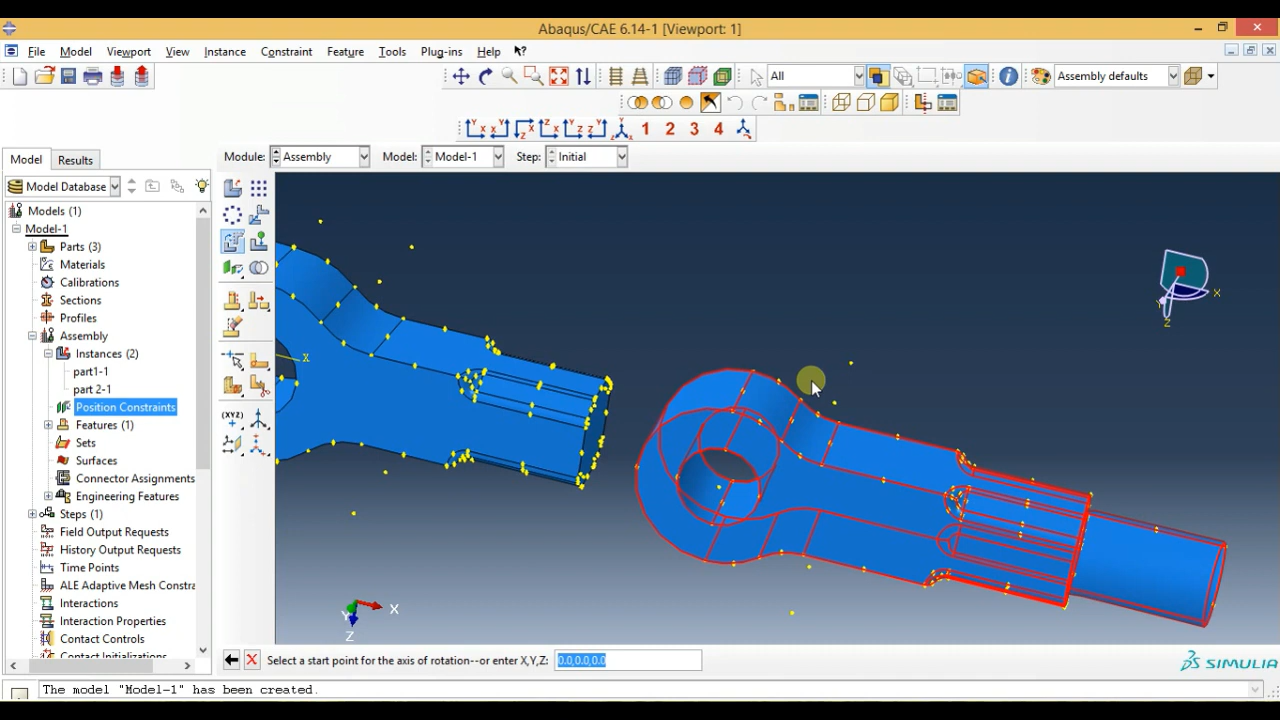 Abaqus/CAE 6.14-1 [Viewport: 1]
File Model Viewport View Instance Constraint Feature Tools Plug-ins Help
All Assembly defaults
1 2 3 4
Model Results Module: Assembly Model: Model-1 Step: Initial
Model Database
Models (1)
Model-1
Parts (3)
Materials
Calibrations
Sections
Profiles
Assembly
Instances (2)
part1-1
part 2-1
Position Constraints
Features (1)
Sets
Surfaces
Connector Assignments
Engineering Features
Steps (1)
Field Output Requests
History Output Requests
Time Points
ALE Adaptive Mesh Constra
Interactions
Interaction Properties
Contact Controls
Contact Initializations
(XYZ)
X
X
Y
Z
X
Y
Z
Select a start point for the axis of rotation--or enter X,Y,Z: 0.0,0.0,0.0
SIMULIA
The model "Model-1" has been created.